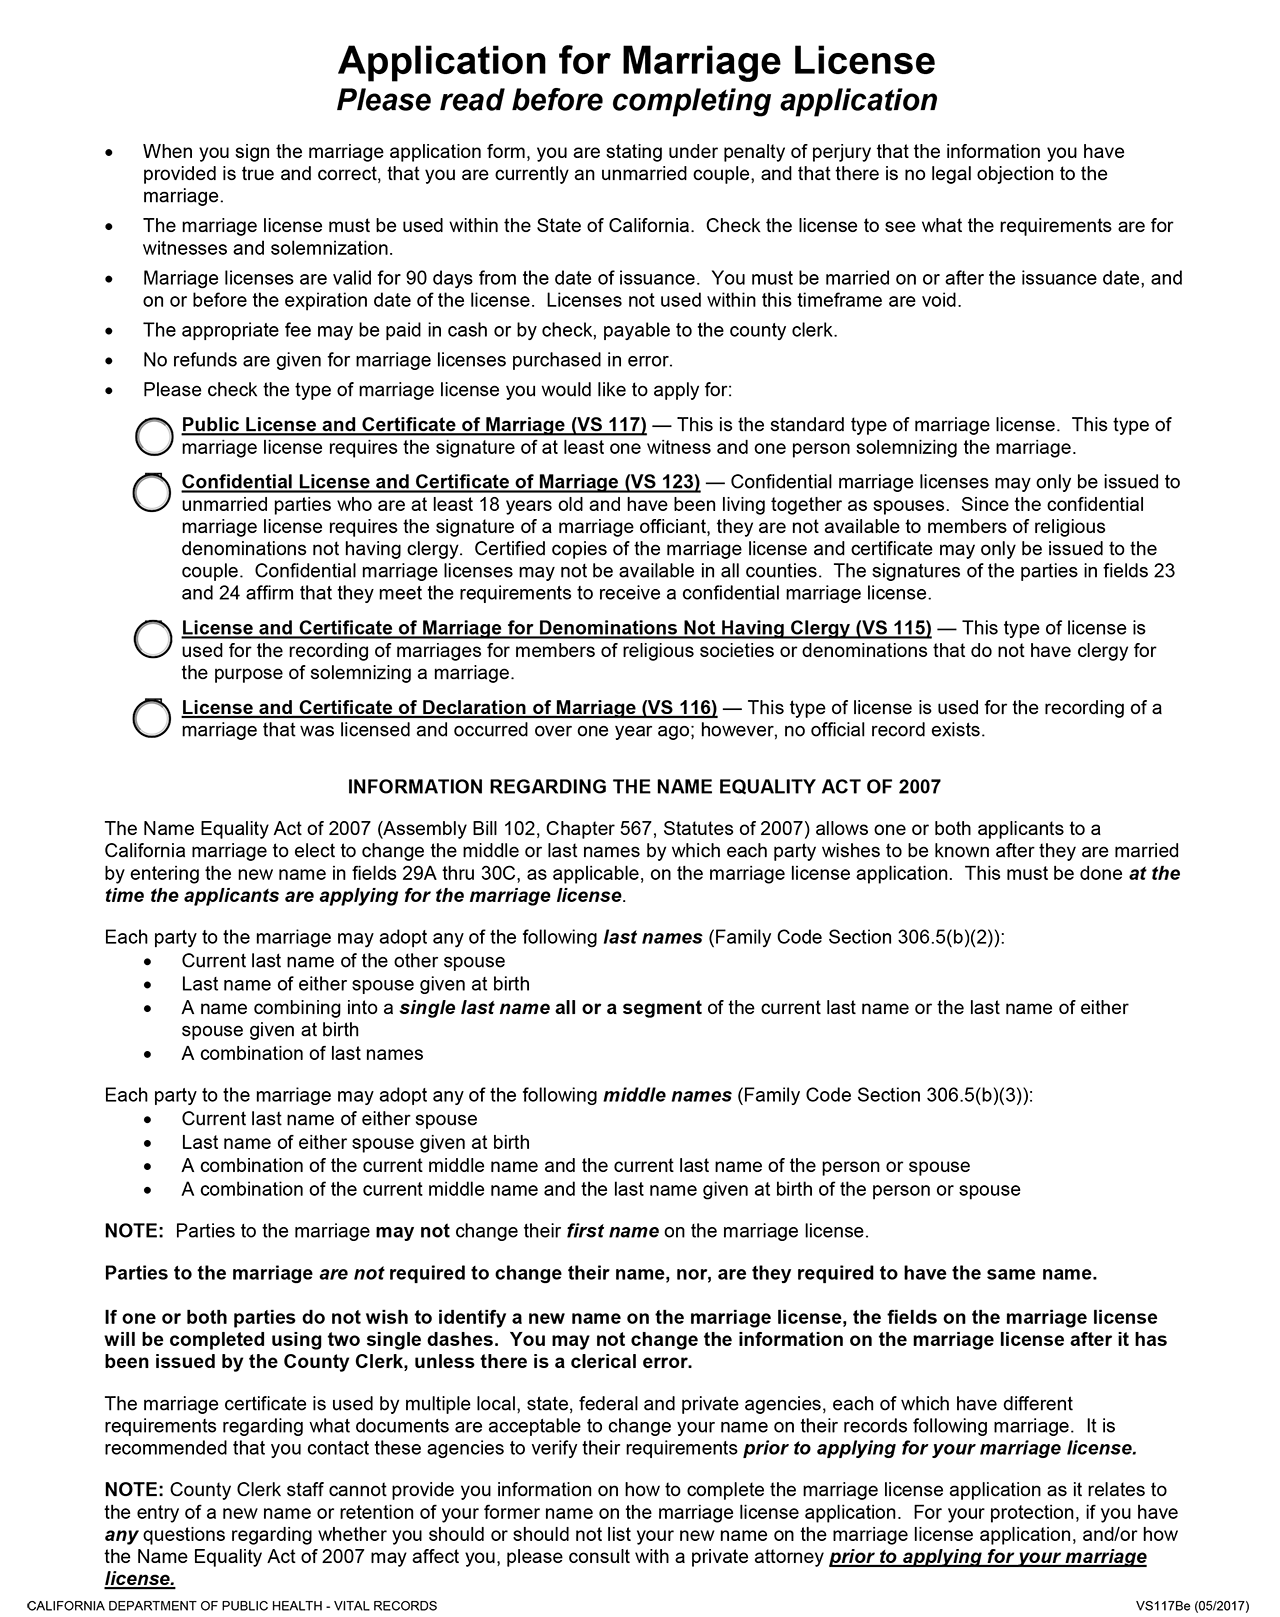 Application for Marriage License
Please read before completing application
• When you sign the marriage application form, you are stating under penalty of perjury that the information you have
provided is true and correct, that you are currently an unmarried couple, and that there is no legal objection to the
marriage.
• The marriage license must be used within the State of California. Check the license to see what the requirements are for
witnesses and solemnization.
• Marriage licenses are valid for 90 days from the date of issuance. You must be married on or after the issuance date, and
on or before the expiration date of the license. Licenses not used within this timeframe are void.
• The appropriate fee may be paid in cash or by check, payable to the county clerk.
• No refunds are given for marriage licenses purchased in error.
• Please check the type of marriage license you would like to apply for:
Public License and Certificate of Marriage (VS 117) — This is the standard type of marriage license. This type of
marriage license requires the signature of at least one witness and one person solemnizing the marriage.
Confidential License and Certificate of Marriage (VS 123) — Confidential marriage licenses may only be issued to
unmarried parties who are at least 18 years old and have been living together as spouses. Since the confidential
marriage license requires the signature of a marriage officiant, they are not available to members of religious
denominations not having clergy. Certified copies of the marriage license and certificate may only be issued to the
couple. Confidential marriage licenses may not be available in all counties. The signatures of the parties in fields 23
and 24 affirm that they meet the requirements to receive a confidential marriage license.
License and Certificate of Marriage for Denominations Not Having Clergy (VS 115) — This type of license is
used for the recording of marriages for members of religious societies or denominations that do not have clergy for
the purpose of solemnizing a marriage.
License and Certificate of Declaration of Marriage (VS 116) — This type of license is used for the recording of a
marriage that was licensed and occurred over one year ago; however, no official record exists.
INFORMATION REGARDING THE NAME EQUALITY ACT OF 2007
The Name Equality Act of 2007 (Assembly Bill 102, Chapter 567, Statutes of 2007) allows one or both applicants to a
California marriage to elect to change the middle or last names by which each party wishes to be known after they are married
by entering the new name in fields 29A thru 30C, as applicable, on the marriage license application. This must be done at the
time the applicants are applying for the marriage license.
Each party to the marriage may adopt any of the following last names (Family Code Section 306.5(b)(2)):
• Current last name of the other spouse
• Last name of either spouse given at birth
• A name combining into a single last name all or a segment of the current last name or the last name of either
spouse given at birth
• A combination of last names
Each party to the marriage may adopt any of the following middle names (Family Code Section 306.5(b)(3)):
• Current last name of either spouse
• Last name of either spouse given at birth
• A combination of the current middle name and the current last name of the person or spouse
• A combination of the current middle name and the last name given at birth of the person or spouse
NOTE: Parties to the marriage may not change their first name on the marriage license.
Parties to the marriage are not required to change their name, nor, are they required to have the same name.
If one or both parties do not wish to identify a new name on the marriage license, the fields on the marriage license
will be completed using two single dashes. You may not change the information on the marriage license after it has
been issued by the County Clerk, unless there is a clerical error.
The marriage certificate is used by multiple local, state, federal and private agencies, each of which have different
requirements regarding what documents are acceptable to change your name on their records following marriage. It is
recommended that you contact these agencies to verify their requirements prior to applying for your marriage license.
NOTE: County Clerk staff cannot provide you information on how to complete the marriage license application as it relates to
the entry of a new name or retention of your former name on the marriage license application. For your protection, if you have
any questions regarding whether you should or should not list your new name on the marriage license application, and/or how
the Name Equality Act of 2007 may affect you, please consult with a private attorney prior to applying for your marriage
license.
CALIFORNIA DEPARTMENT OF PUBLIC HEALTH - VITAL RECORDS VS117Be (05/2017)